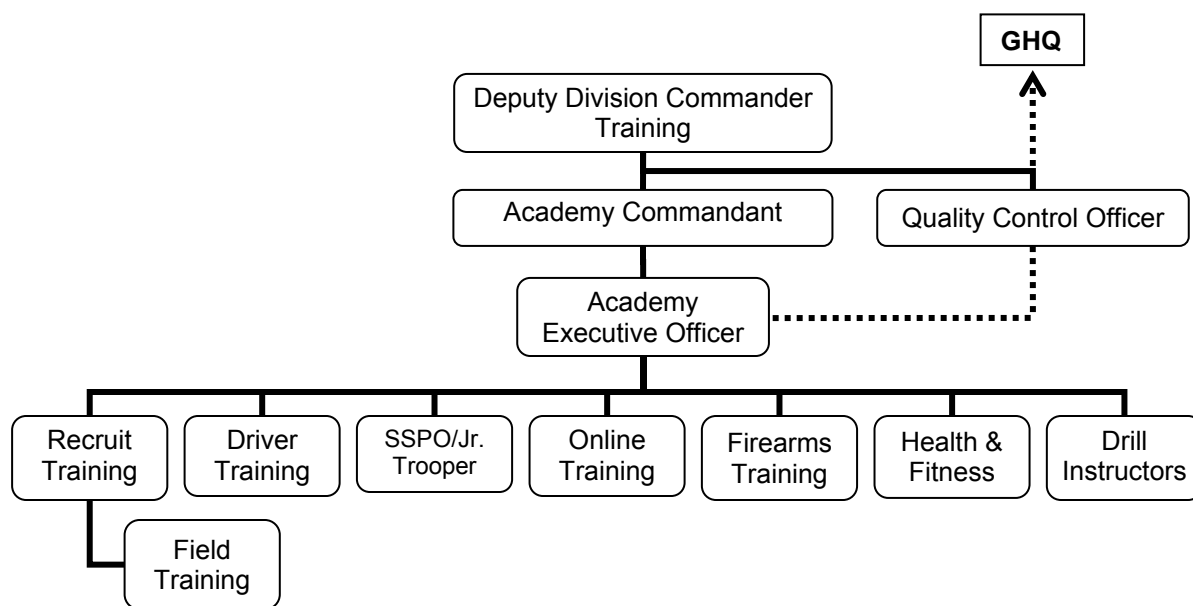 GHQ
Deputy Division Commander
Training
Academy Commandant
Quality Control Officer
Academy
Executive Officer
Recruit
Training
Driver
Training
SSPO/Jr.
Trooper
Online
Training
Firearms
Training
Health &
Fitness
Drill
Instructors
Field
Training